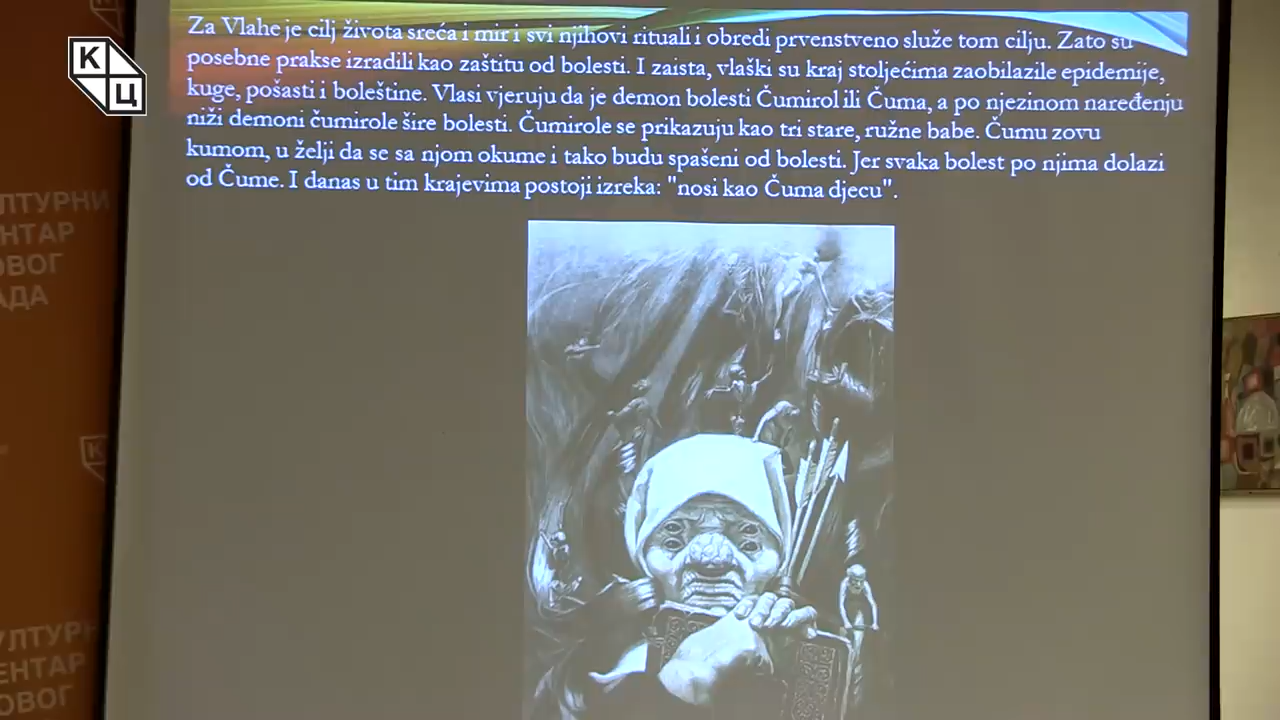 Za Vlahe je cilj života sreća i mir i svi njihovi rituali i obredi prvenstveno služe tom cilju. Zato su
posebne prakse izradili kao zaštitu od bolesti. I zaista, vlaški su kraj stoljećima zaobilazile epidemije,
kuge, pošasti i boleštine. Vlasi vjeruju da je demon bolesti Čumirol ili Čuma, a po njezinom naređenju
niži demoni čumirole šire bolesti. Čumirole se prikazuju kao tri stare, ružne babe. Čumu zovu
kumom, u želji da se sa njom okume i tako budu spašeni od bolesti. Jer svaka bolest po njima dolazi
od Čume. I danas u tim krajevima postoji izreka: "nosi kao Čuma djecu".
К
Ц
ЛТУРНИ
НТАР
ОВОГ
АДА
К
УЛТУРН
ЕНТАР
ОВОГ